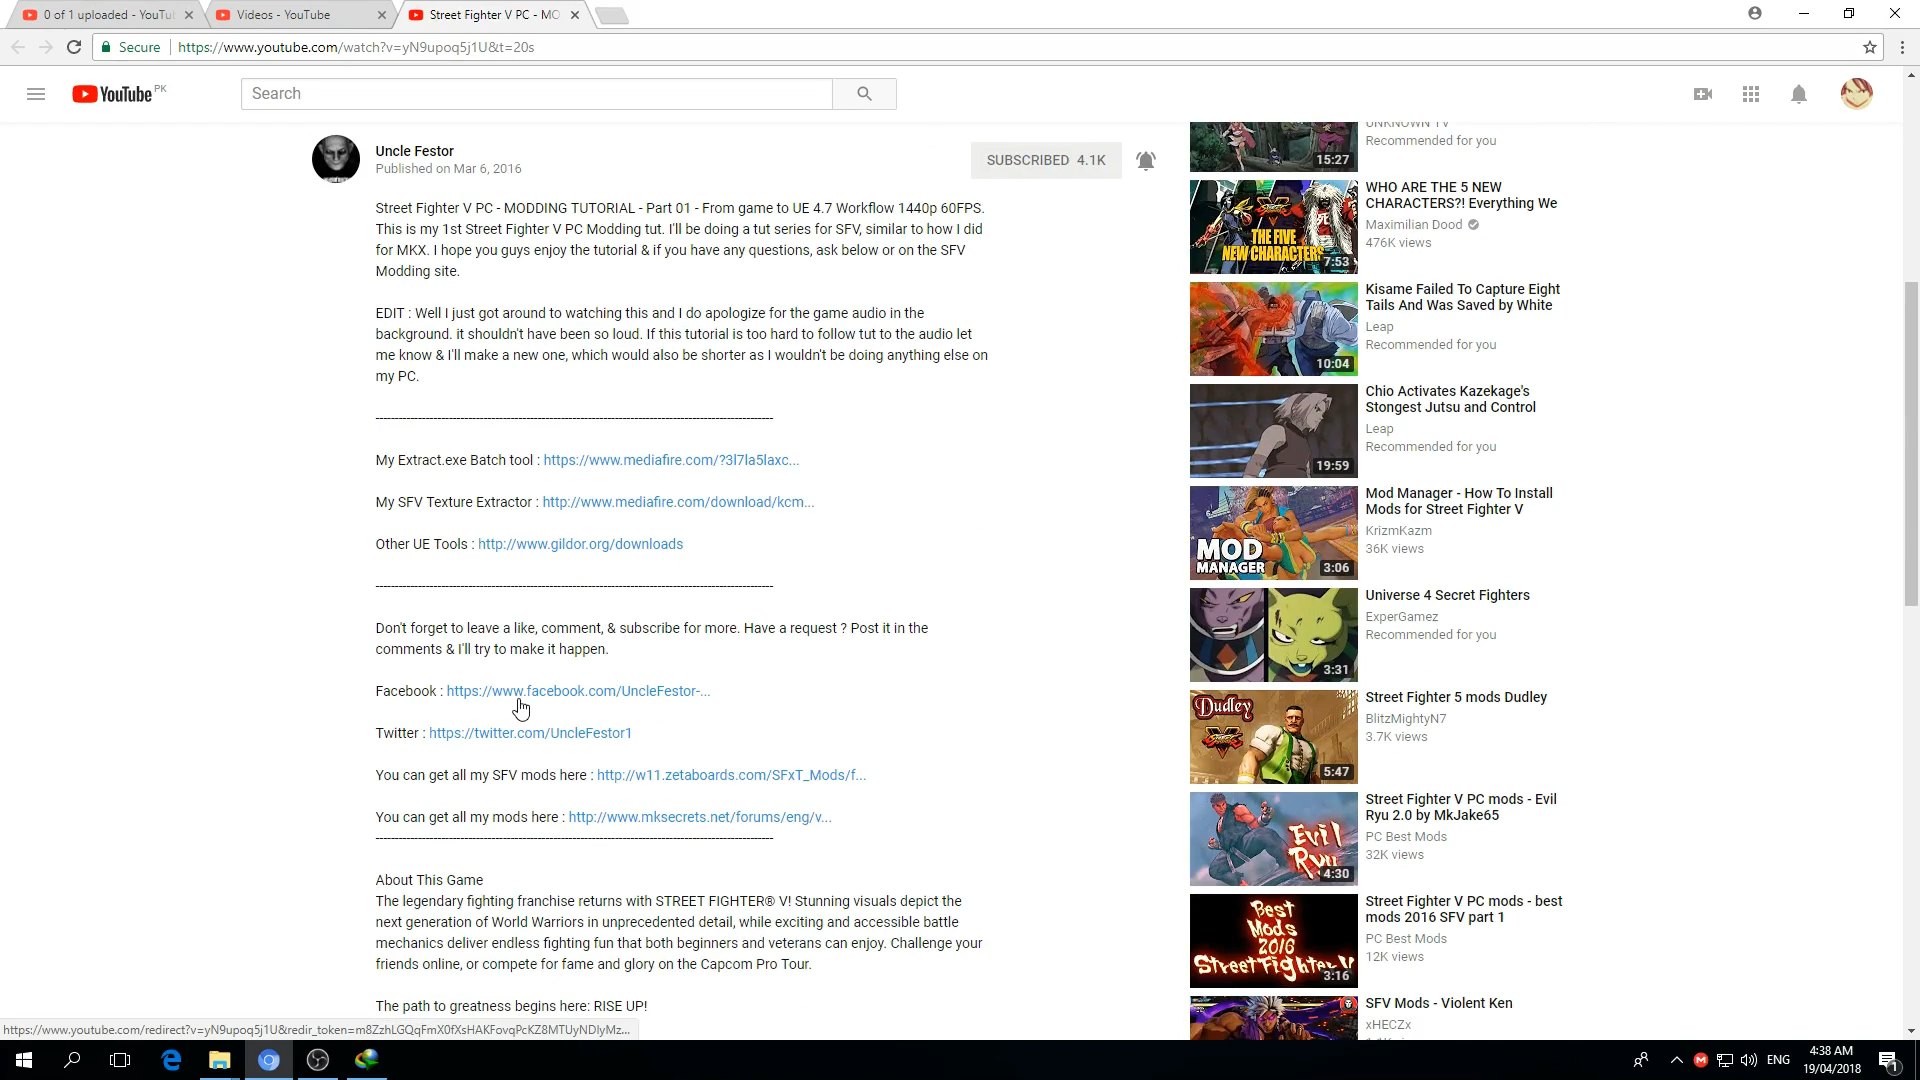 0 of 1 uploaded - YouTu
Videos - YouTube
Street Fighter V PC - MO
Secure
https://www.youtube.com/watch?v=yN9upoq5j1U&t=20s
YouTube PK
Search
Uncle Festor
Published on Mar 6, 2016
SUBSCRIBED 4.1K
Street Fighter V PC - MODDING TUTORIAL - Part 01 - From game to UE 4.7 Workflow 1440p 60FPS.
This is my 1st Street Fighter V PC Modding tut. I'll be doing a tut series for SFV, similar to how I did
for MKX. I hope you guys enjoy the tutorial & if you have any questions, ask below or on the SFV
Modding site.
EDIT : Well I just got around to watching this and I do apologize for the game audio in the
background. it shouldn't have been so loud. If this tutorial is too hard to follow tut to the audio let
me know & I'll make a new one, which would also be shorter as I wouldn't be doing anything else on
my PC.
My Extract.exe Batch tool : https://www.mediafire.com/?3l7la5laxc...
My SFV Texture Extractor : http://www.mediafire.com/download/kcm...
Other UE Tools : http://www.gildor.org/downloads
Don't forget to leave a like, comment, & subscribe for more. Have a request ? Post it in the
comments & I'll try to make it happen.
Facebook : https://www.facebook.com/UncleFestor-...
Twitter : https://twitter.com/UncleFestor1
You can get all my SFV mods here : http://w11.zetaboards.com/SFxT_Mods/f...
You can get all my mods here : http://www.mksecrets.net/forums/eng/v...
About This Game
The legendary fighting franchise returns with STREET FIGHTER® V! Stunning visuals depict the
next generation of World Warriors in unprecedented detail, while exciting and accessible battle
mechanics deliver endless fighting fun that both beginners and veterans can enjoy. Challenge your
friends online, or compete for fame and glory on the Capcom Pro Tour.
The path to greatness begins here: RISE UP!
https://www.youtube.com/redirect?v=yN9upoq5j1U&redir_token=m8ZzhLGQqFmX0fXsHAKFovqPcKZ8MTUyNDIyMz...
UNKNOWN TV
Recommended for you
15:27
WHO ARE THE 5 NEW
CHARACTERS?! Everything We
Maximilian Dood
476K views
THE FIVE
NEW CHARACTERS
7:53
Kisame Failed To Capture Eight
Tails And Was Saved by White
Leap
Recommended for you
10:04
Chio Activates Kazekage's
Stongest Jutsu and Control
Leap
Recommended for you
19:59
Mod Manager - How To Install
Mods for Street Fighter V
KrizmKazm
36K views
MOD
MANAGER
3:06
Universe 4 Secret Fighters
ExperGamez
Recommended for you
3:31
Street Fighter 5 mods Dudley
BlitzMightyN7
3.7K views
Dudley
5:47
Street Fighter V PC mods - Evil
Ryu 2.0 by MkJake65
PC Best Mods
32K views
Evil
Ryu
4:30
Street Fighter V PC mods - best
mods 2016 SFV part 1
PC Best Mods
12K views
Best
Mods
2016
StreetFighter V
3:16
SFV Mods - Violent Ken
xHECZx
ENG
4:38 AM
19/04/2018
1